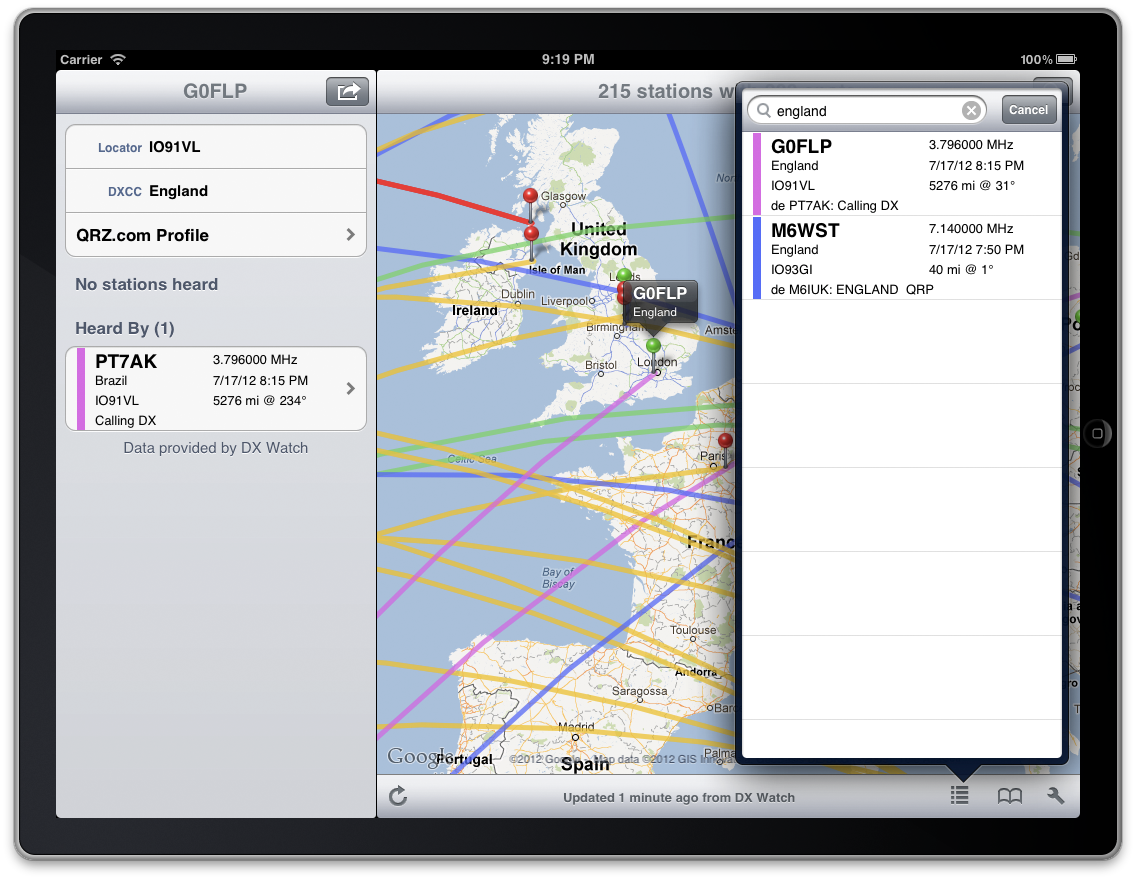 Carrier
9:19 PM
100%
G0FLP
Locator IO91VL
DXCC England
QRZ.com Profile
No stations heard
Heard By (1)
PT7AK 3.796000 MHz
Brazil 7/17/12 8:15 PM
IO91VL 5276 mi @ 234°
Calling DX
Data provided by DX Watch
215 stations w
Glasgow
United
Kingdom
Isle of Man
Dublin
Liverpool
Ireland
G0FLP
England
Birmingham
Amste
Bristol
London
Celtic Sea
Paris
Franc
Bay of
Biscay
Toulouse
Andorra
Saragossa
Barc
Madrid
Palma
Portugal
Spain
Google
©2012 Google - Map data ©2012 GIS Innova
Updated 1 minute ago from DX Watch
england
Cancel
G0FLP 3.796000 MHz
England 7/17/12 8:15 PM
IO91VL 5276 mi @ 31°
de PT7AK: Calling DX
M6WST 7.140000 MHz
England 7/17/12 7:50 PM
IO93GI 40 mi @ 1°
de M6IUK: ENGLAND QRP